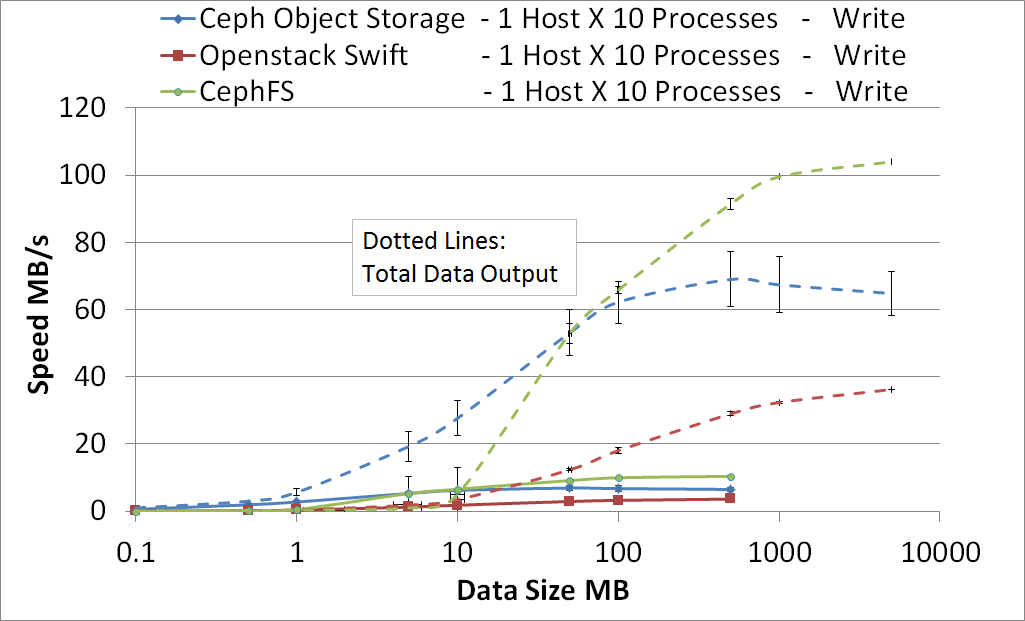 Ceph Object Storage - 1 Host X 10 Processes - Write
Openstack Swift - 1 Host X 10 Processes - Write
CephFS - 1 Host X 10 Processes - Write
120
100
80
60
40
20
0
Speed MB/s
Dotted Lines:
Total Data Output
0.1 1 10 100 1000 10000
Data Size MB